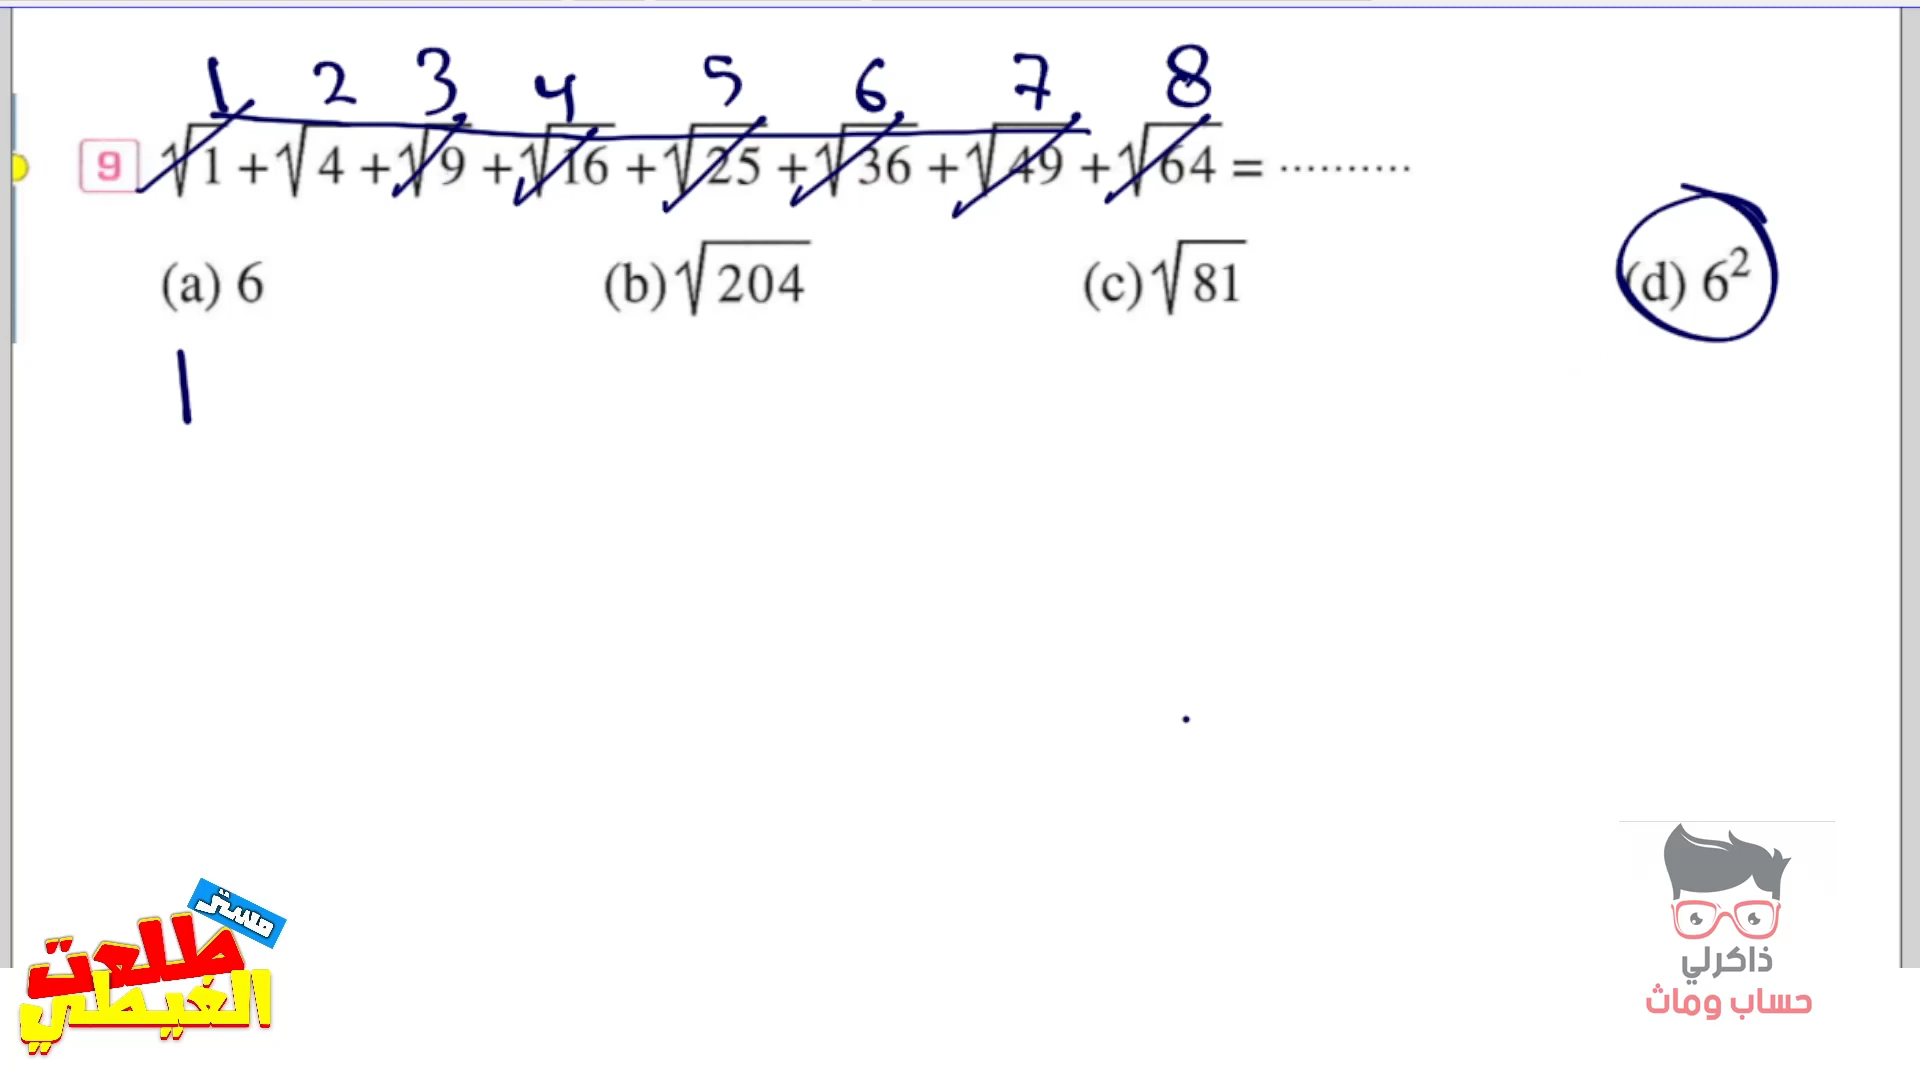 1 2 3 4 5 6 7 8
9 √1 + √4 + √9 + √16 + √25 + √36 + √49 + √64 = ..........
(a) 6 (b) √204 (c) √81 (d) 6²
1
مستر
طلعت
الغيطي
ذاكرلي
حساب وماث